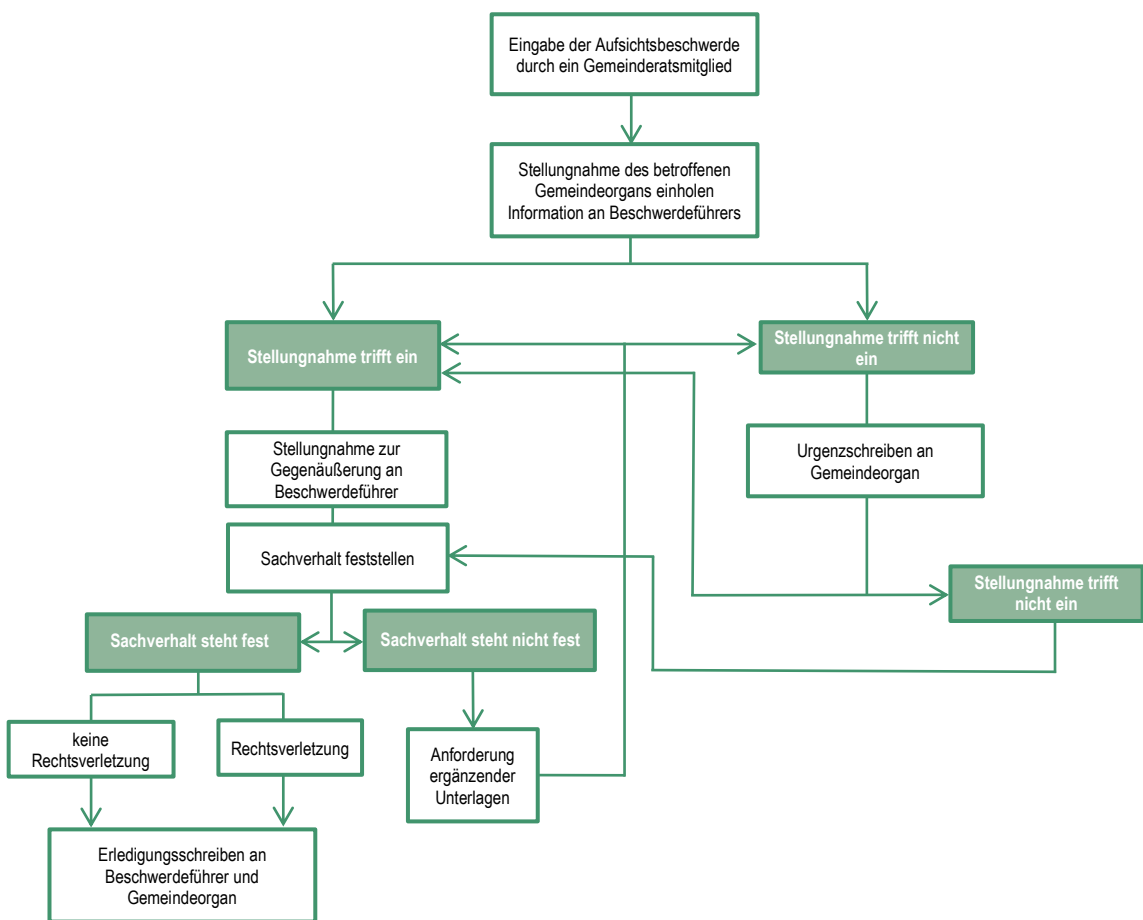 Eingabe der Aufsichtsbeschwerde
durch ein Gemeinderatsmitglied
Stellungnahme des betroffenen
Gemeindeorgans einholen
Information an Beschwerdeführers
Stellungnahme trifft ein
Stellungnahme trifft nicht
ein
Stellungnahme zur
Gegenäußerung an
Beschwerdeführer
Urgenzschreiben an
Gemeindeorgan
Sachverhalt feststellen
Stellungnahme trifft
nicht ein
Sachverhalt steht fest
Sachverhalt steht nicht fest
keine
Rechtsverletzung
Rechtsverletzung
Anforderung
ergänzender
Unterlagen
Erledigungsschreiben an
Beschwerdeführer und
Gemeindeorgan